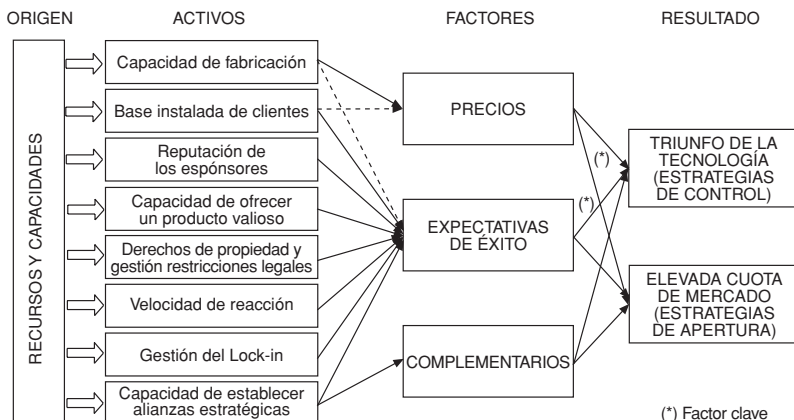 ORIGEN
ACTIVOS
FACTORES
RESULTADO
RECURSOS Y CAPACIDADES
Capacidad de fabricación
Base instalada de clientes
Reputación de
los espónsores
Capacidad de ofrecer
un producto valioso
Derechos de propiedad y
gestión restricciones legales
Velocidad de reacción
Gestión del Lock-in
Capacidad de establecer
alianzas estratégicas
PRECIOS
EXPECTATIVAS
DE ÉXITO
COMPLEMENTARIOS
(*)
(*)
TRIUNFO DE LA
TECNOLOGÍA
(ESTRATEGIAS
DE CONTROL)
ELEVADA CUOTA
DE MERCADO
(ESTRATEGIAS
DE APERTURA)
(*) Factor clave